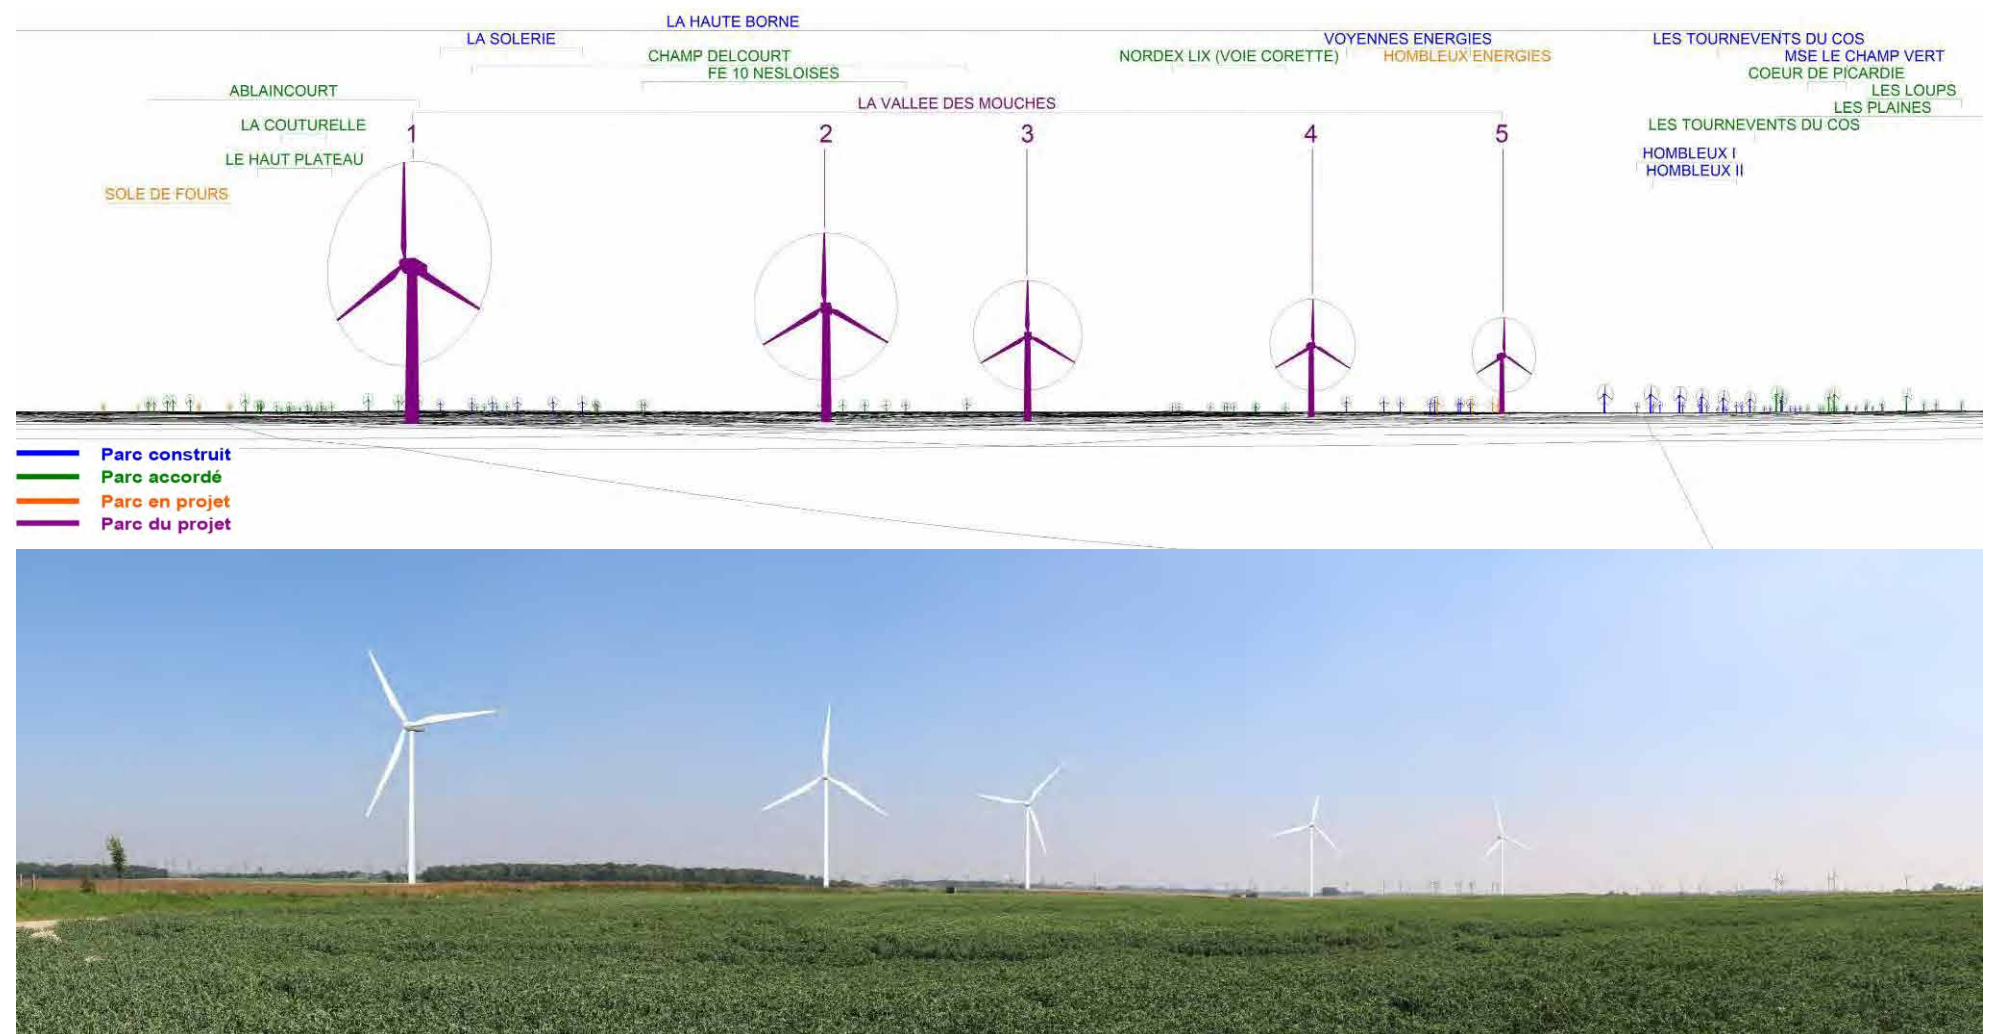 LA HAUTE BORNE
LA SOLERIE
VOYENNES ENERGIES
LES TOURNEVENTS DU COS
CHAMP DELCOURT
NORDEX LIX (VOIE CORETTE)
HOMBLEUX ENERGIES
MSE LE CHAMP VERT
FE 10 NESLOISES
COEUR DE PICARDIE
ABLAINCOURT
LES LOUPS
LA VALLEE DES MOUCHES
LES PLAINES
LA COUTURELLE
1
2
3
4
5
LES TOURNEVENTS DU COS
LE HAUT PLATEAU
HOMBLEUX I
HOMBLEUX II
SOLE DE FOURS
Parc construit
Parc accordé
Parc en projet
Parc du projet